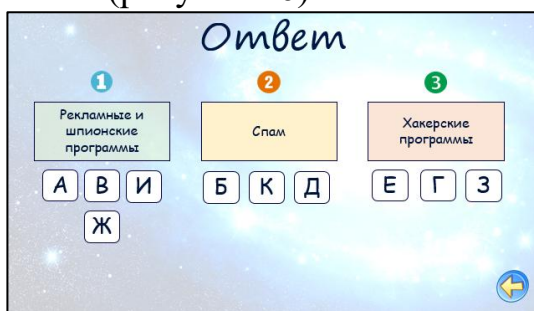 Ответ
1 2 3
Рекламные и
шпионские
программы
Спам
Хакерские
программы
А В И Б К Д Е Г З
Ж